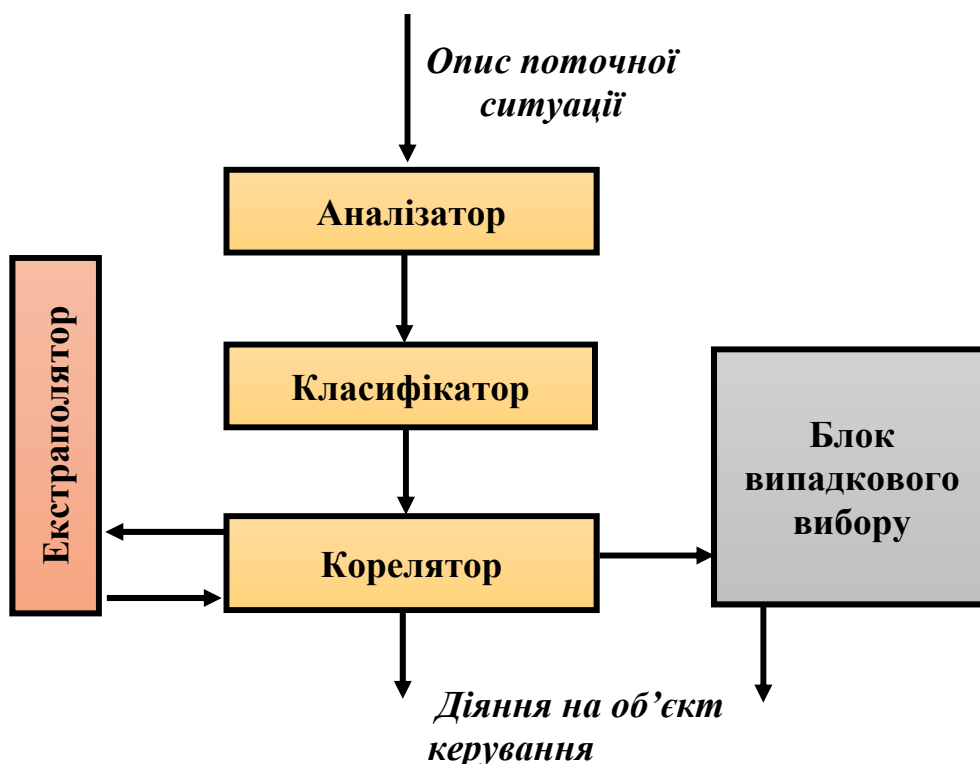 Опис поточної
ситуації
Аналізатор
Екстраполятор
Класифікатор
Блок
випадкового
вибору
Корелятор
Діяння на об’єкт
керування